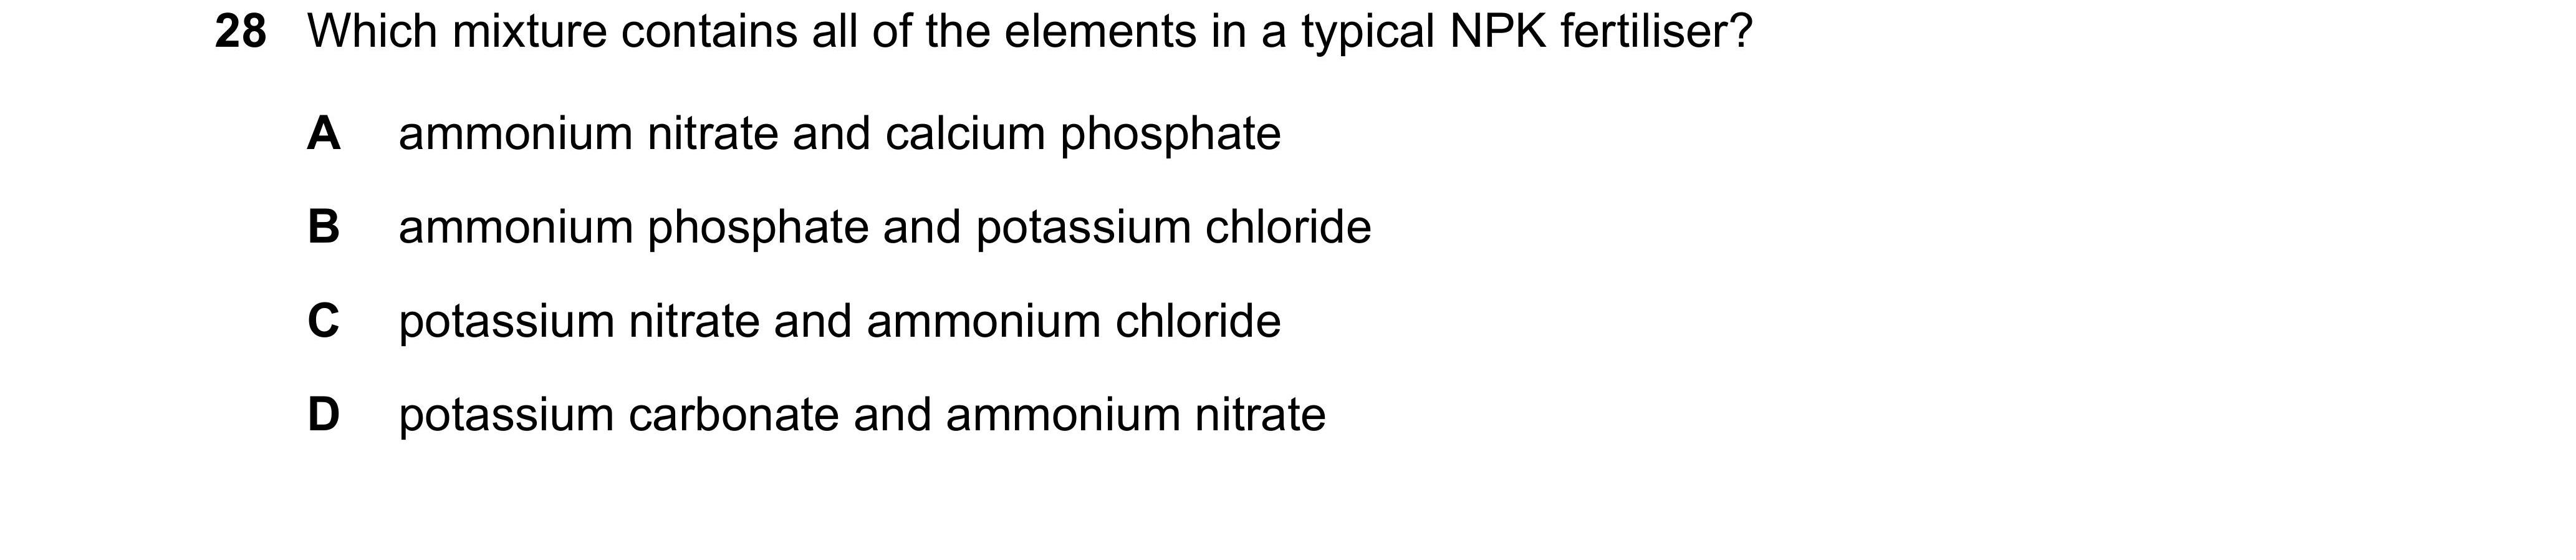 28 Which mixture contains all of the elements in a typical NPK fertiliser?
A ammonium nitrate and calcium phosphate
B ammonium phosphate and potassium chloride
C potassium nitrate and ammonium chloride
D potassium carbonate and ammonium nitrate